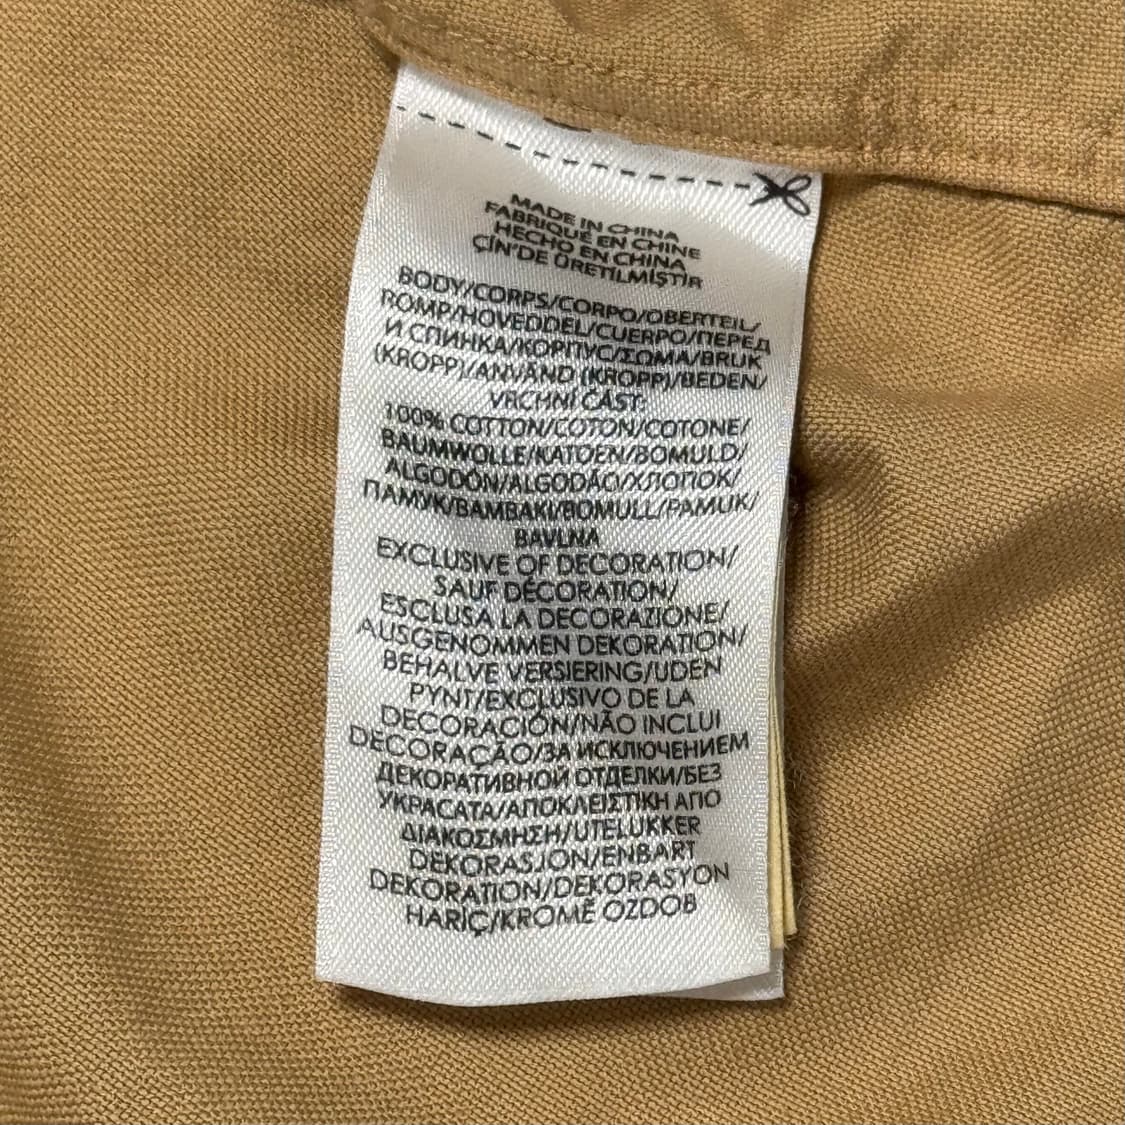 MADE IN CHINA
FABRIQUÉ EN CHINE
HECHO EN CHINA
ÇİN'DE ÜRETİLMİŞTİR
BODY/CORPS/CORPO/OBERTEIL/
ROMP/HOVEDDEL/CUERPO/ПЕРЕД
И СПИНКА/КОРПУС/ΣΩΜΑ/BRUK
(KROPP)/ANVÄND (KROPP)/BEDEN/
VRCHNÍ ČÁST:
100% COTTON/COTON/COTONE/
BAUMWOLLE/KATOEN/BOMULD/
ALGODÓN/ALGODÃO/ХЛОПОК/
ПАМУК/ΒΑΜΒΑΚΙ/BOMULL/PAMUK/
BAVLNA
EXCLUSIVE OF DECORATION/
SAUF DÉCORATION/
ESCLUSA LA DECORAZIONE/
AUSGENOMMEN DEKORATION/
BEHALVE VERSIERING/UDEN
PYNT/EXCLUSIVO DE LA
DECORACIÓN/NÃO INCLUI
DECORAÇÃO/ЗА ИСКЛЮЧЕНИЕМ
ДЕКОРАТИВНОЙ ОТДЕЛКИ/БЕЗ
УКРАСАТА/ΑΠΟΚΛΕΙΣΤΙΚΗ ΑΠΟ
ΔΙΑΚΟΣΜΗΣΗ/UTELUKKER
DEKORASJON/ENBART
DEKORATION/DEKORASYON
HARİÇ/KROMĚ OZDOB